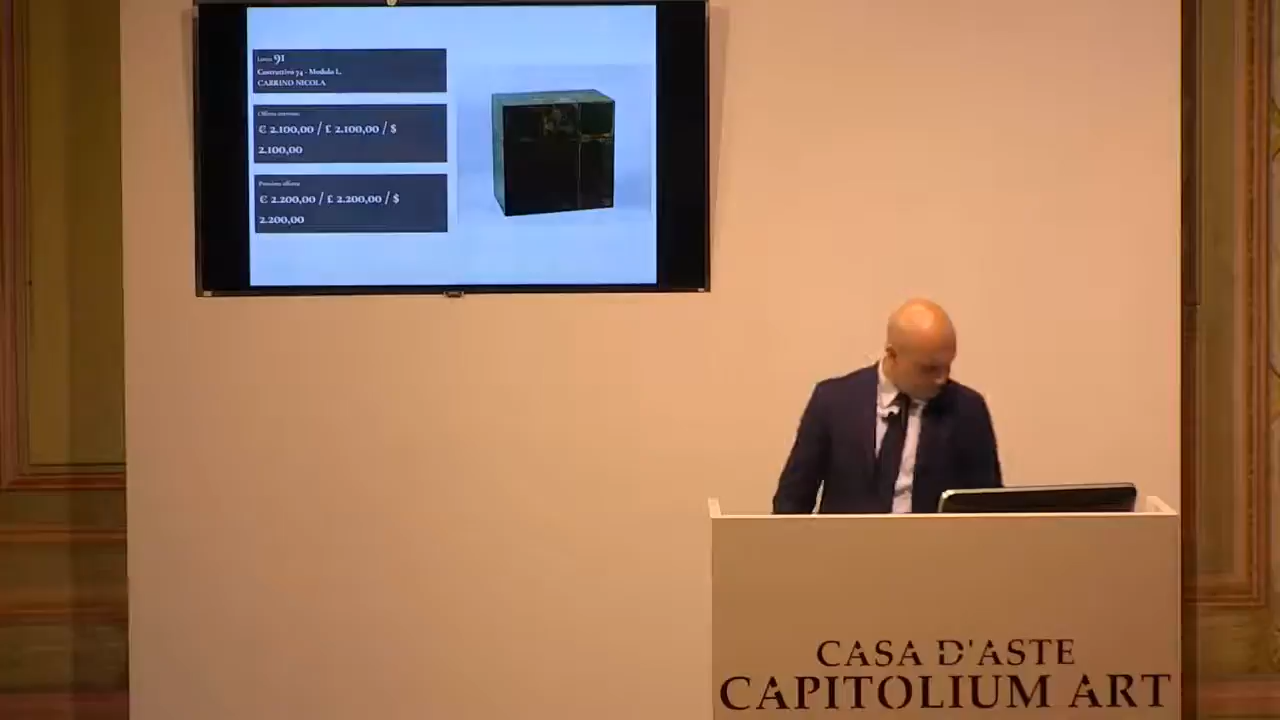 Lotto 91
Costruttivo 74 - Modulo L.
CARRINO NICOLA
Offerta corrente
€ 2.100,00 / £ 2.100,00 / $
2.100,00
Prossima offerta
€ 2.200,00 / £ 2.200,00 / $
2.200,00
CASA D'ASTE
CAPITOLIUM ART